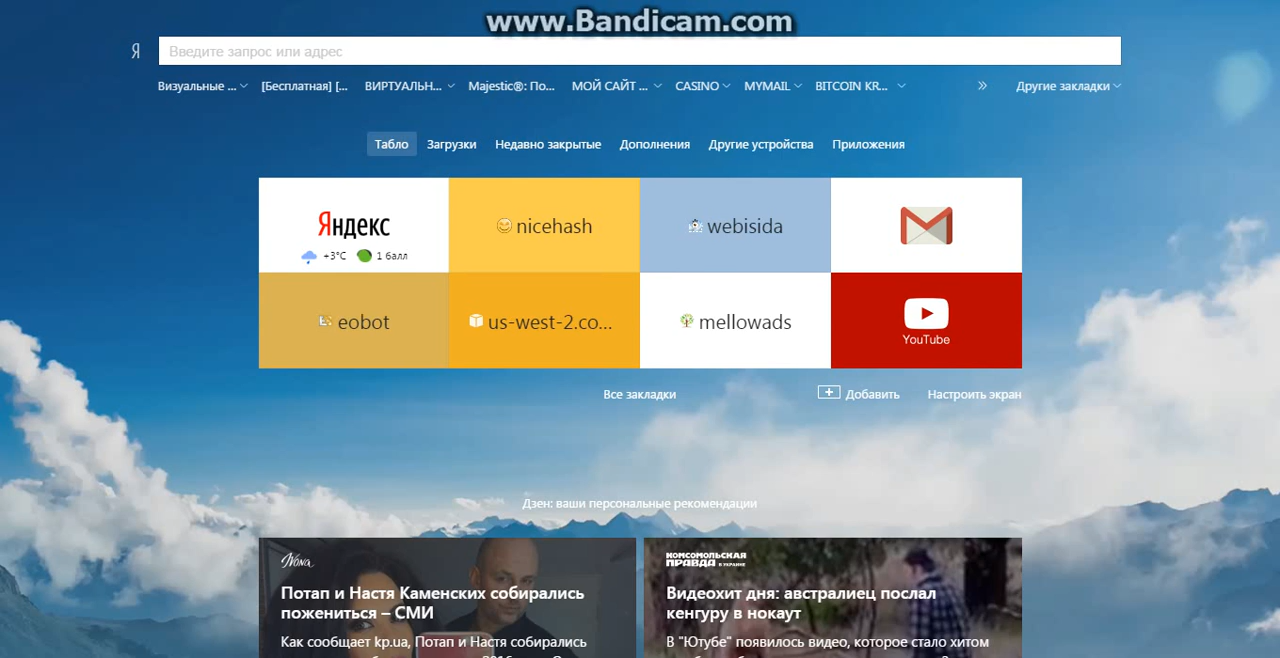 www.Bandicam.com
Я Введите запрос или адрес
Визуальные ... [Бесплатная] [... ВИРТУАЛЬН... Majestic®: По... МОЙ САЙТ ... CASINO MYMAIL BITCOIN KR... » Другие закладки
Табло Загрузки Недавно закрытые Дополнения Другие устройства Приложения
Яндекс nicehash webisida
+3°C 1 балл
eobot us-west-2.co... mellowads YouTube
Все закладки Добавить Настроить экран
Дзен: ваши персональные рекомендации
Nona
Потап и Настя Каменских собирались
пожениться – СМИ
Как сообщает kp.ua, Потап и Настя собирались
КОМСОМОЛЬСКАЯ
ПРАВДА В УКРАИНЕ
Видеохит дня: австралиец послал
кенгуру в нокаут
В "Ютубе" появилось видео, которое стало хитом